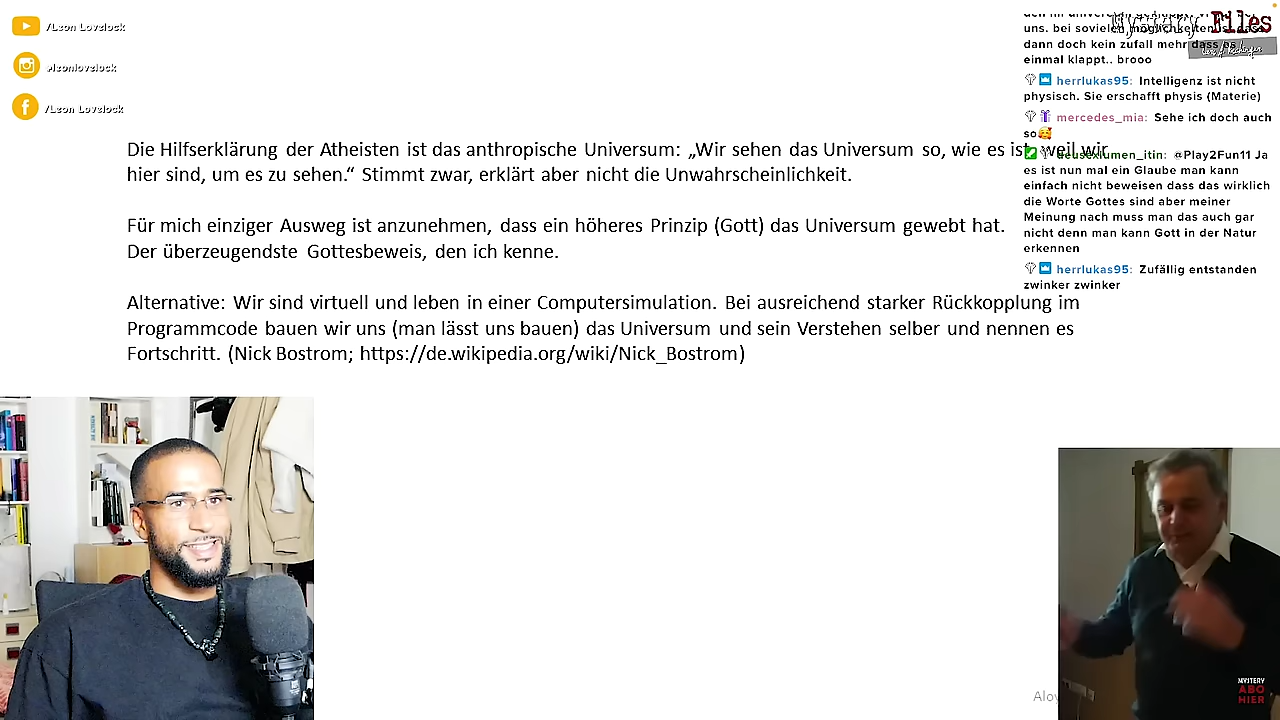 /Leon Lovelock
/leonlovelock
/Leon Lovelock
Mystery Files
uns. bei sovielen möglichkeiten ist dass
dann doch kein zufall mehr dass es
einmal klappt.. brooo
herrlukas95: Intelligenz ist nicht
physisch. Sie erschafft physis (Materie)
mercedes_mia: Sehe ich doch auch
so🥰
deusexlumen_itin: @Play2Fun11 Ja
es ist nun mal ein Glaube man kann
einfach nicht beweisen dass das wirklich
die Worte Gottes sind aber meiner
Meinung nach muss man das auch gar
nicht denn man kann Gott in der Natur
erkennen
herrlukas95: Zufällig entstanden
zwinker zwinker
Die Hilfserklärung der Atheisten ist das anthropische Universum: „Wir sehen das Universum so, wie es ist, weil wir
hier sind, um es zu sehen.“ Stimmt zwar, erklärt aber nicht die Unwahrscheinlichkeit.
Für mich einziger Ausweg ist anzunehmen, dass ein höheres Prinzip (Gott) das Universum gewebt hat.
Der überzeugendste Gottesbeweis, den ich kenne.
Alternative: Wir sind virtuell und leben in einer Computersimulation. Bei ausreichend starker Rückkopplung im
Programmcode bauen wir uns (man lässt uns bauen) das Universum und sein Verstehen selber und nennen es
Fortschritt. (Nick Bostrom; https://de.wikipedia.org/wiki/Nick_Bostrom)
MYSTERY
ABO
HIER